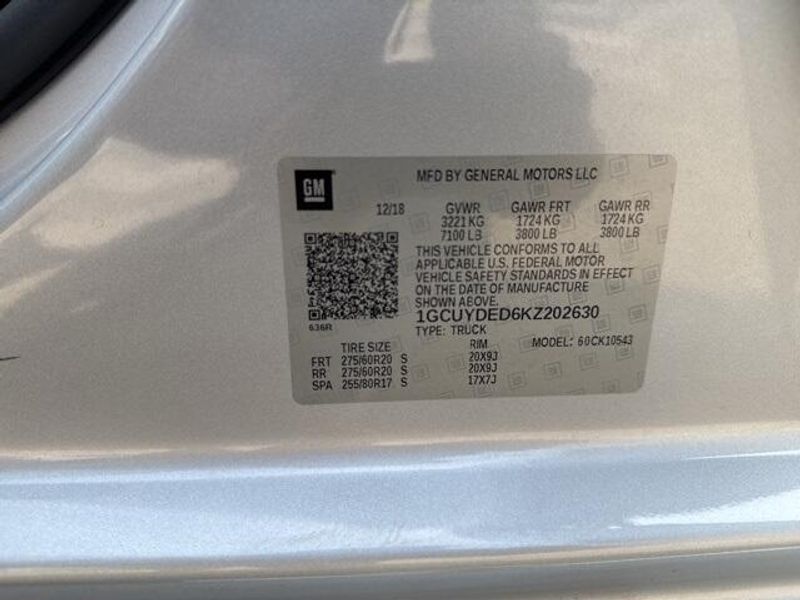 GM
MFD BY GENERAL MOTORS LLC
12/18 GVWR GAWR FRT GAWR RR
3221 KG 1724 KG 1724 KG
7100 LB 3800 LB 3800 LB
THIS VEHICLE CONFORMS TO ALL
APPLICABLE U.S. FEDERAL MOTOR
VEHICLE SAFETY STANDARDS IN EFFECT
ON THE DATE OF MANUFACTURE
SHOWN ABOVE.
1GCUYDED6KZ202630
636R
TYPE: TRUCK
MODEL: 60CK10543
TIRE SIZE RIM
FRT 275/60R20 S 20X9J
RR 275/60R20 S 20X9J
SPA 255/80R17 S 17X7J